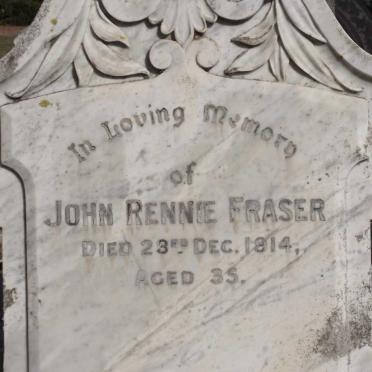 In Loving Memory
of
JOHN RENNIE FRASER
DIED 23RD DEC. 1914,
AGED 35.